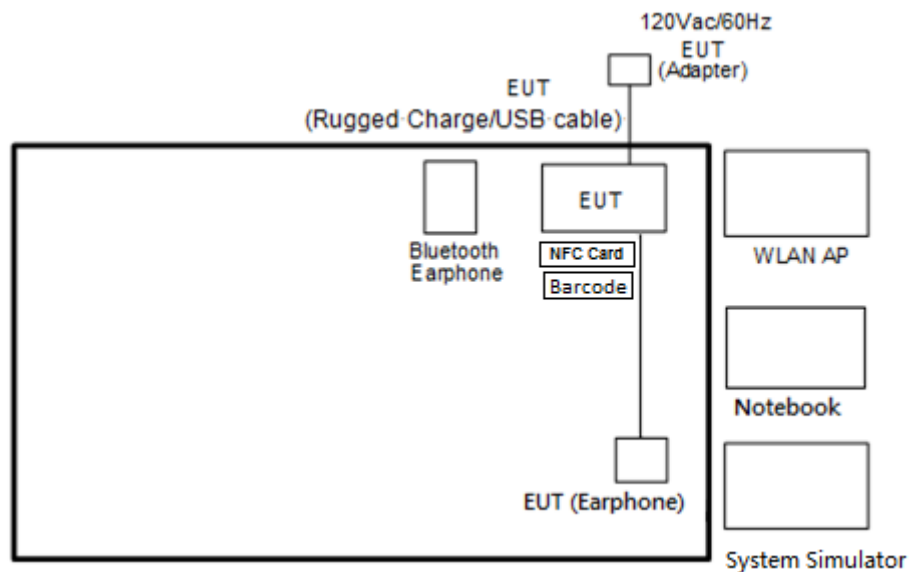 120Vac/60Hz
EUT
(Adapter)
EUT
(Rugged Charge/USB cable)
EUT
Bluetooth
Earphone
NFC Card
Barcode
WLAN AP
Notebook
EUT (Earphone)
System Simulator